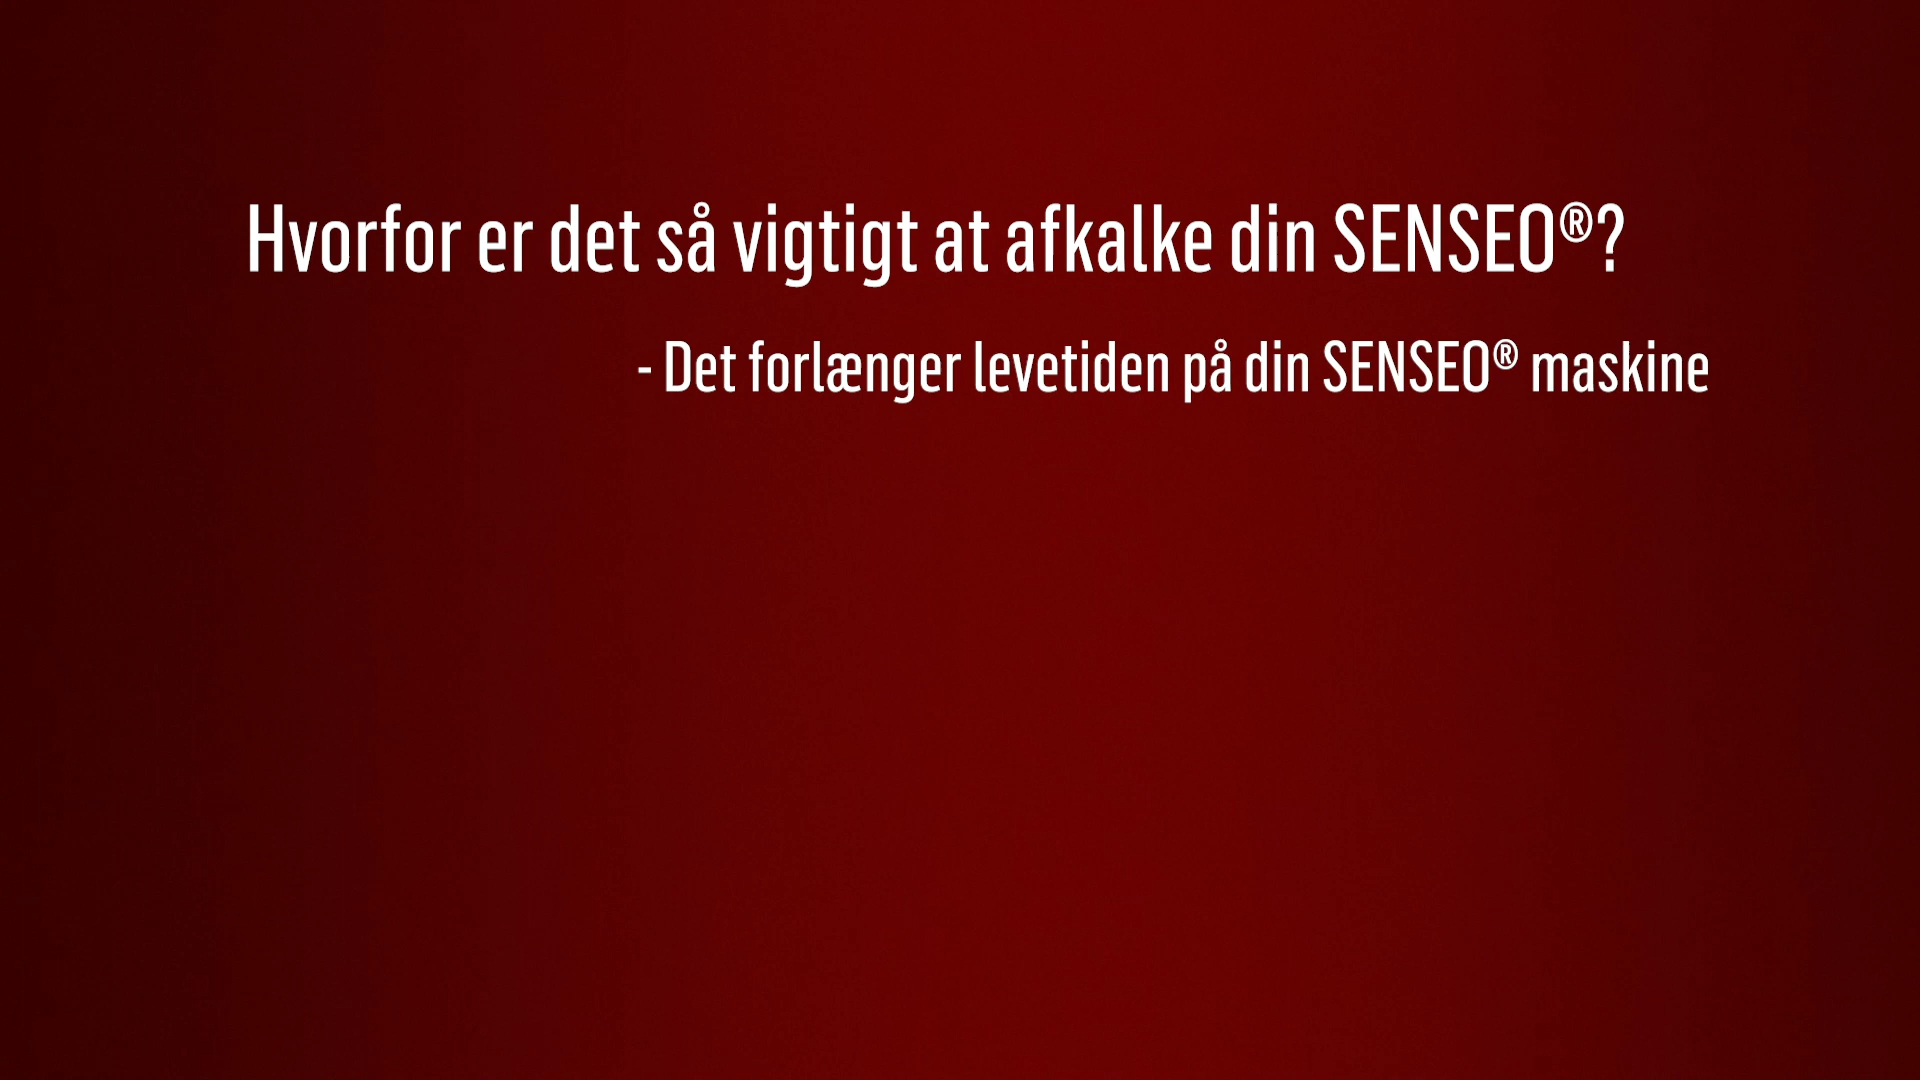 Hvorfor er det så vigtigt at afkalke din SENSEO®?
- Det forlænger levetiden på din SENSEO® maskine